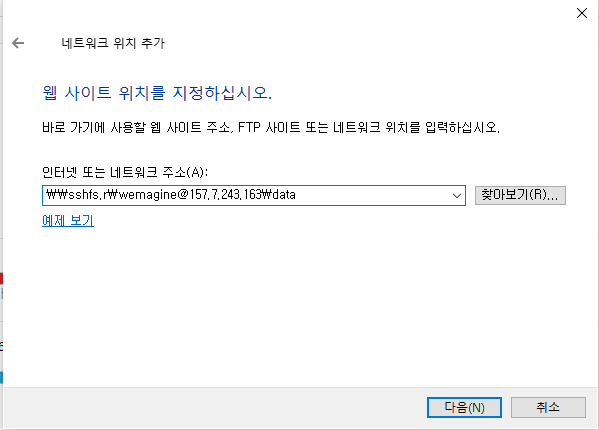 네트워크 위치 추가
웹 사이트 위치를 지정하십시오.
바로 가기에 사용할 웹 사이트 주소, FTP 사이트 또는 네트워크 위치를 입력하십시오.
인터넷 또는 네트워크 주소(A):
₩₩sshfs.r₩wemagine@157.7.243.163₩data
찾아보기(R)...
예제 보기
다음(N)
취소